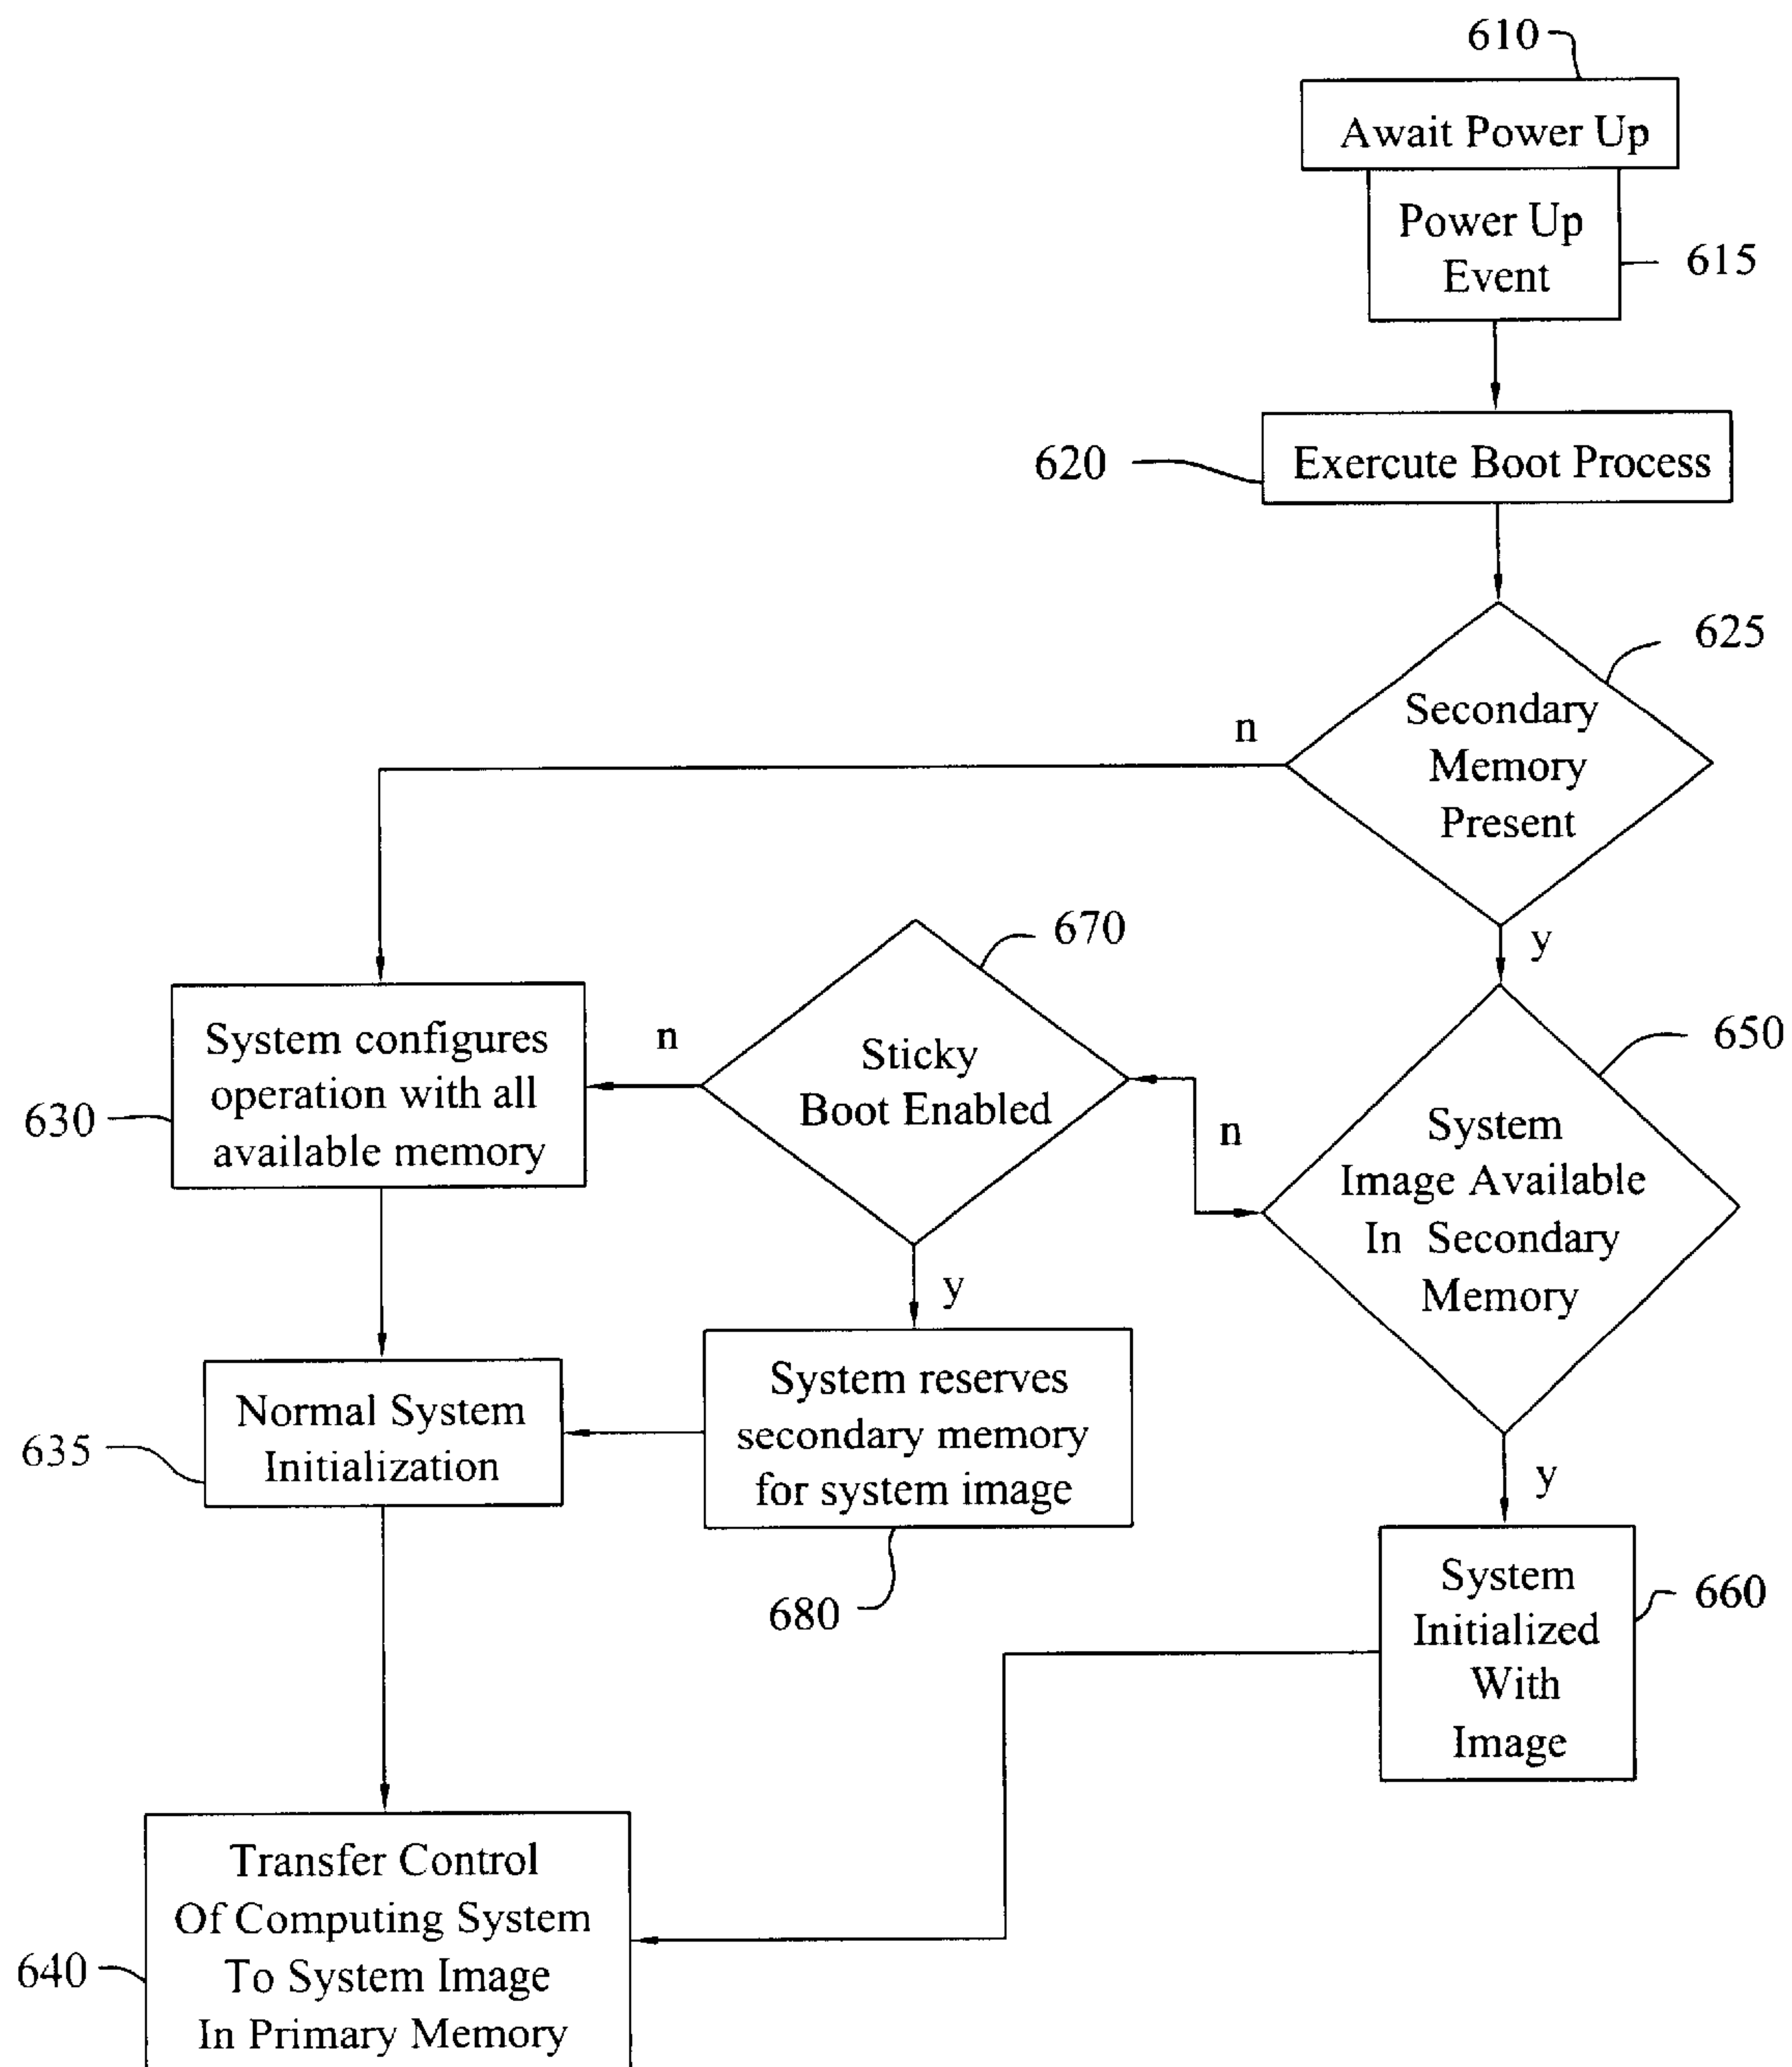 610
Await Power Up
Power Up
Event
615
620
Exercute Boot Process
625
Secondary
Memory
Present
n
y
670
Sticky
Boot Enabled
n
n
y
650
System
Image Available
In Secondary
Memory
y
630
System configures
operation with all
available memory
635
Normal System
Initialization
System reserves
secondary memory
for system image
680
660
System
Initialized
With
Image
640
Transfer Control
Of Computing System
To System Image
In Primary Memory